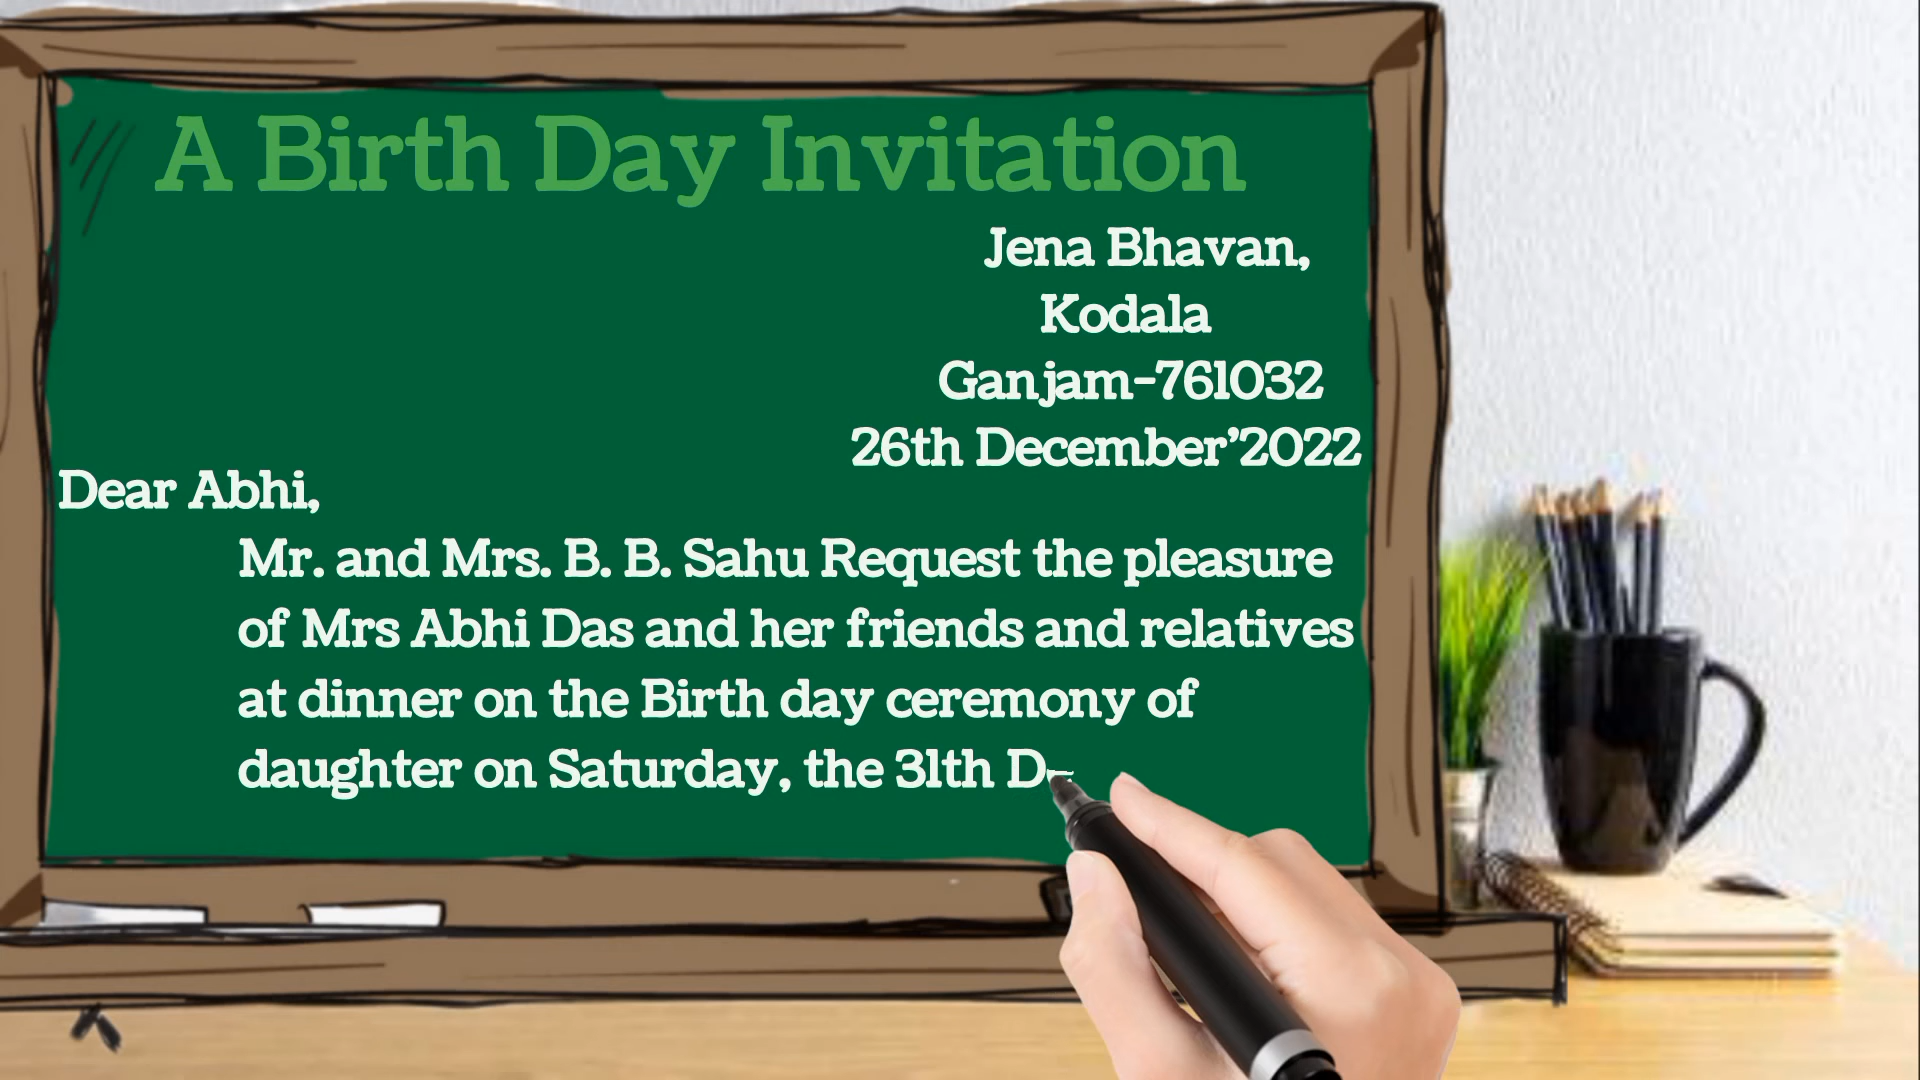 A Birth Day Invitation
Jena Bhavan,
Kodala
Ganjam-761032
26th December’2022
Dear Abhi,
Mr. and Mrs. B. B. Sahu Request the pleasure
of Mrs Abhi Das and her friends and relatives
at dinner on the Birth day ceremony of
daughter on Saturday, the 31th D